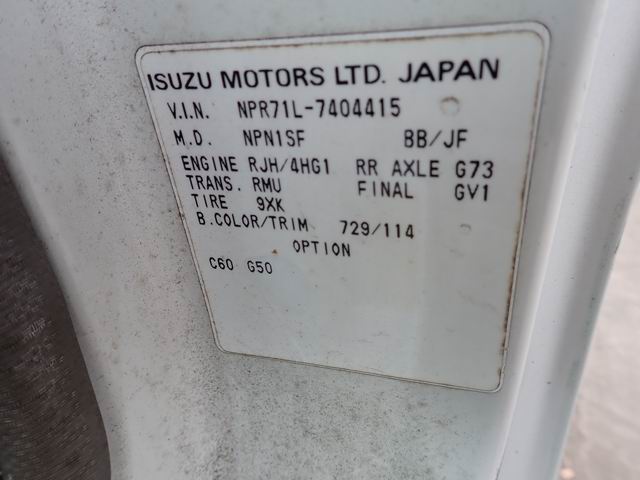 ISUZU MOTORS LTD. JAPAN
V.I.N. NPR71L-7404415
M.D. NPN1SF BB/JF
ENGINE RJH/4HG1 RR AXLE G73
TRANS. RMU FINAL GV1
TIRE 9XK
B.COLOR/TRIM 729/114
OPTION
C60 G50